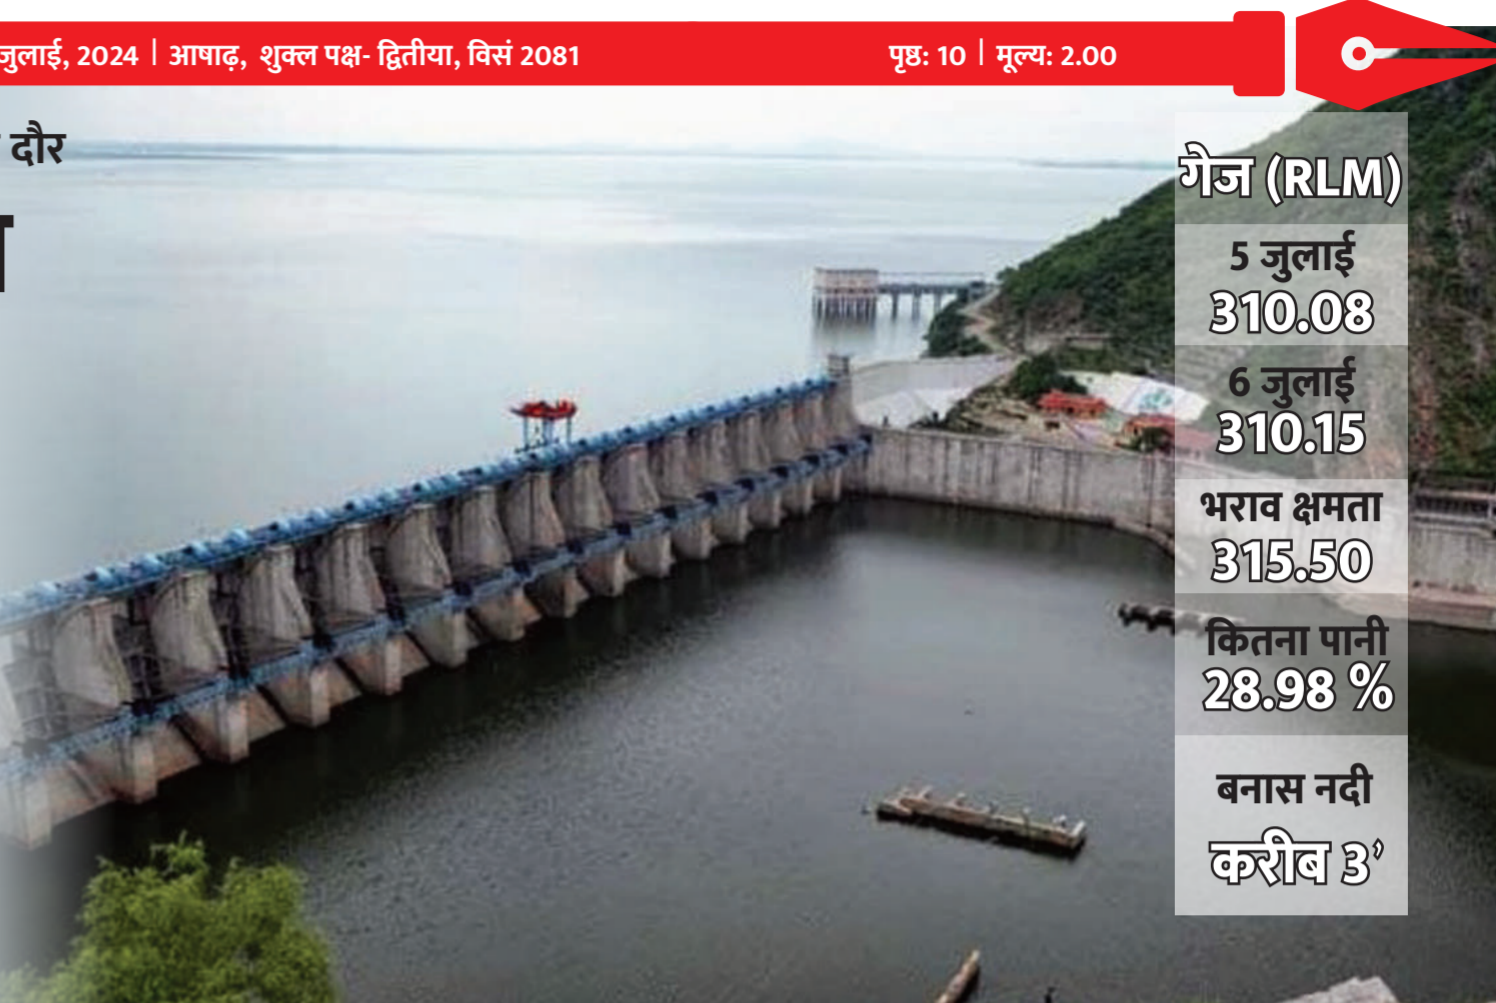 जुलाई, 2024 | आषाढ़, शुक्ल पक्ष- द्वितीया, विसं 2081
पृष्ठ: 10 | मूल्य: 2.00
दौर
गेज (RLM)
5 जुलाई
310.08
6 जुलाई
310.15
भराव क्षमता
315.50
कितना पानी
28.98 %
बनास नदी
करीब 3’